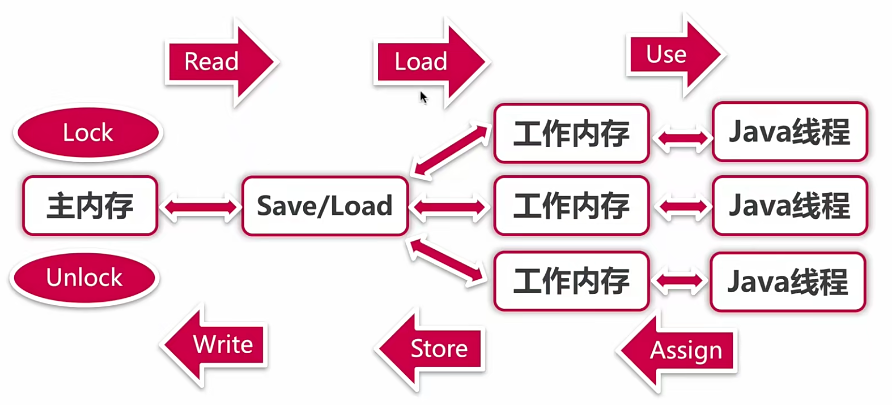 Read
Load
Use
Lock
工作内存
Java线程
主内存
Save/Load
工作内存
Java线程
Unlock
工作内存
Java线程
Write
Store
Assign